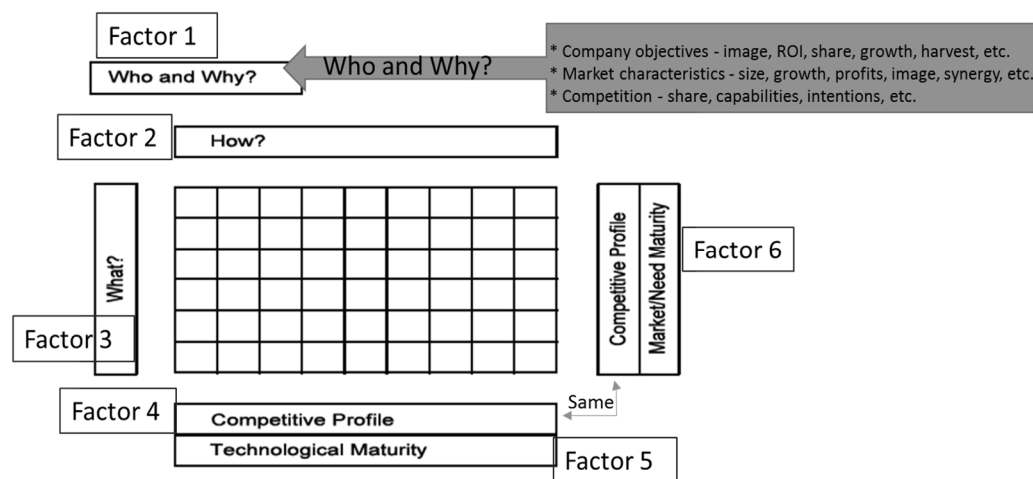 Factor 1
Who and Why?
Who and Why?
* Company objectives - image, ROI, share, growth, harvest, etc.
* Market characteristics - size, growth, profits, image, synergy, etc.
* Competition - share, capabilities, intentions, etc.
Factor 2
How?
What?
Factor 3
Competitive Profile
Market/Need Maturity
Factor 6
Same
Factor 4
Competitive Profile
Technological Maturity
Factor 5